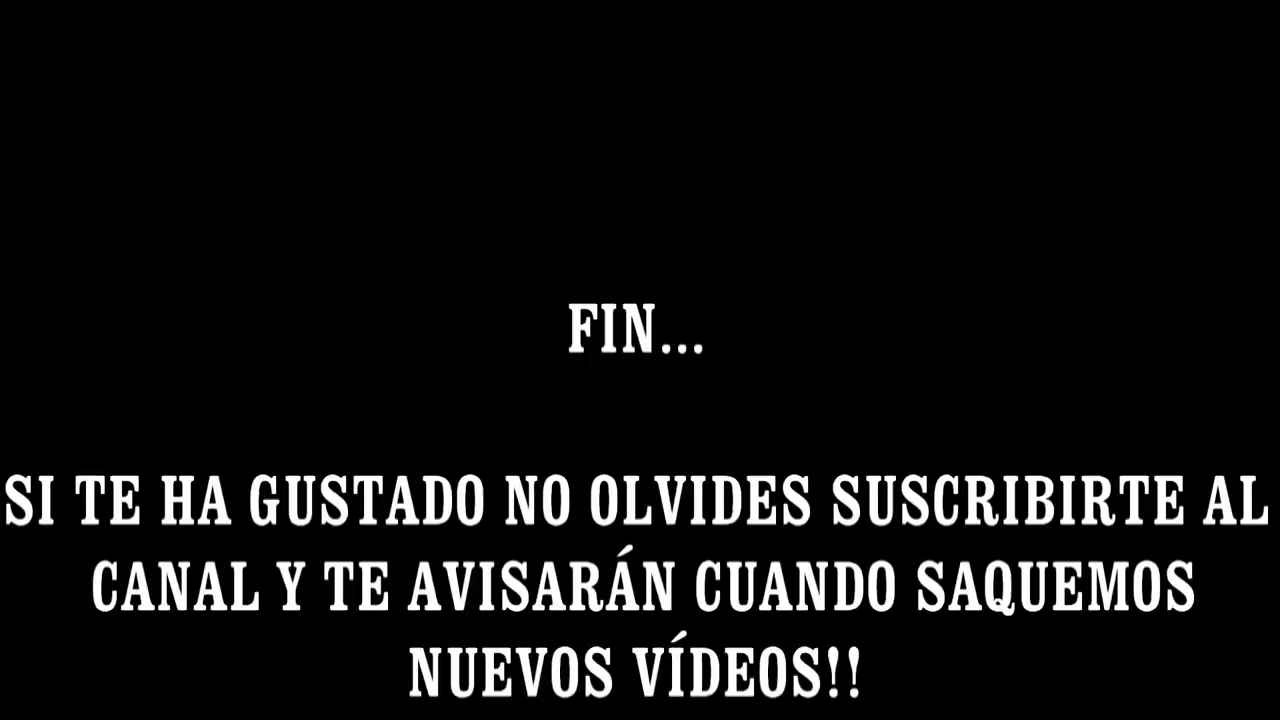 FIN...
SI TE HA GUSTADO NO OLVIDES SUSCRIBIRTE AL
CANAL Y TE AVISARÁN CUANDO SAQUEMOS
NUEVOS VÍDEOS!!